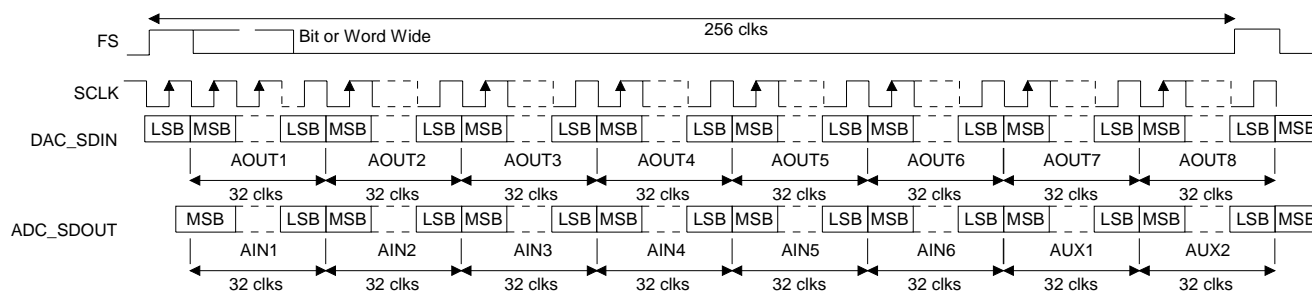 256 clks
FS Bit or Word Wide
SCLK
DAC_SDIN LSB MSB LSB MSB LSB MSB LSB MSB LSB MSB LSB MSB LSB MSB LSB MSB LSB MSB
AOUT1 AOUT2 AOUT3 AOUT4 AOUT5 AOUT6 AOUT7 AOUT8
32 clks 32 clks 32 clks 32 clks 32 clks 32 clks 32 clks 32 clks
ADC_SDOUT MSB LSB MSB LSB MSB LSB MSB LSB MSB LSB MSB LSB MSB LSB MSB LSB MSB
AIN1 AIN2 AIN3 AIN4 AIN5 AIN6 AUX1 AUX2
32 clks 32 clks 32 clks 32 clks 32 clks 32 clks 32 clks 32 clks